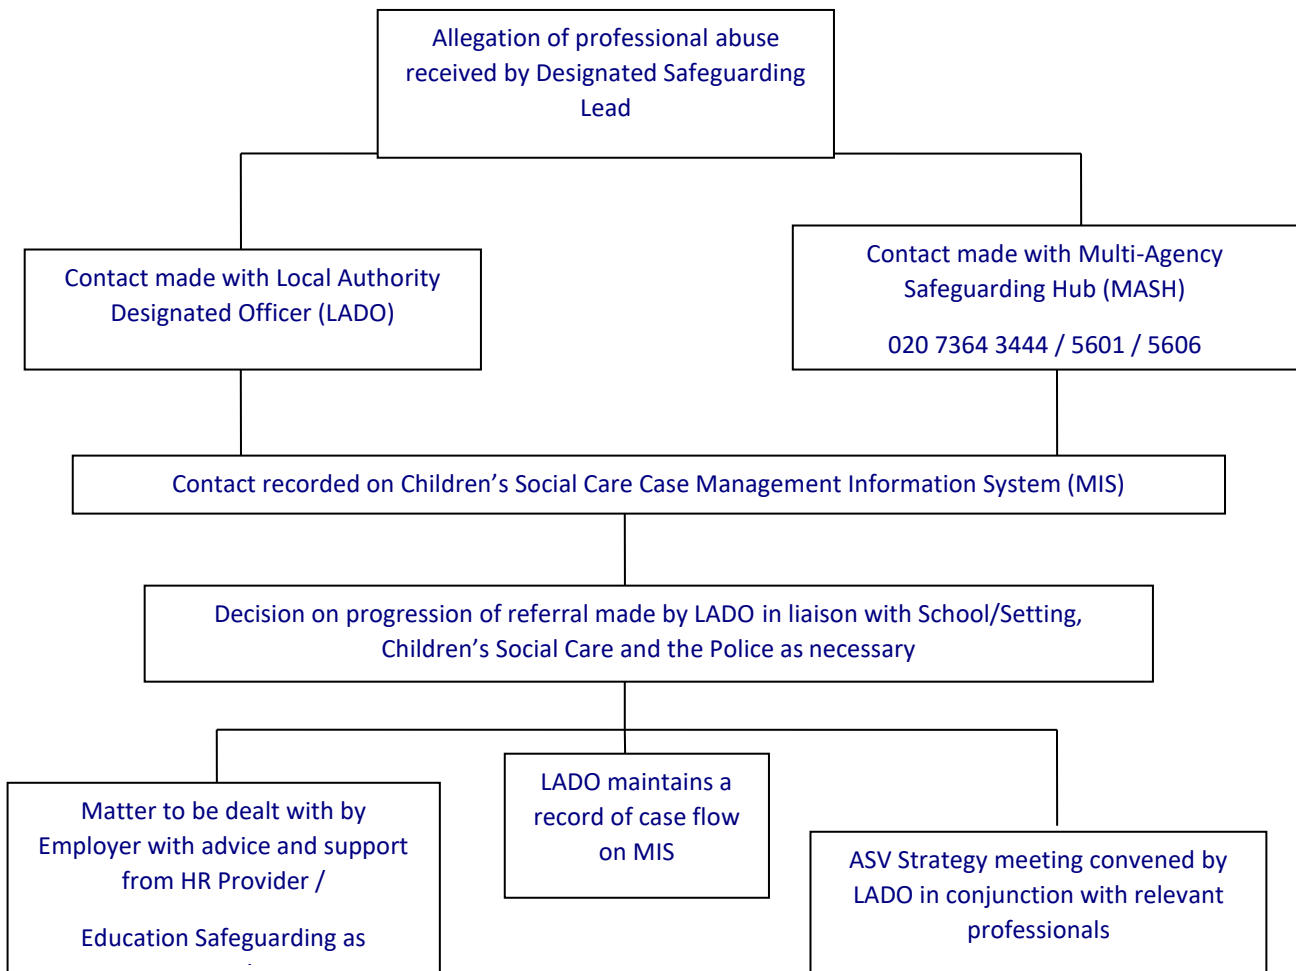 Allegation of professional abuse
received by Designated Safeguarding
Lead
Contact made with Local Authority
Designated Officer (LADO)
Contact made with Multi-Agency
Safeguarding Hub (MASH)
020 7364 3444 / 5601 / 5606
Contact recorded on Children’s Social Care Case Management Information System (MIS)
Decision on progression of referral made by LADO in liaison with School/Setting,
Children’s Social Care and the Police as necessary
Matter to be dealt with by
Employer with advice and support
from HR Provider /
Education Safeguarding as
LADO maintains a
record of case flow
on MIS
ASV Strategy meeting convened by
LADO in conjunction with relevant
professionals